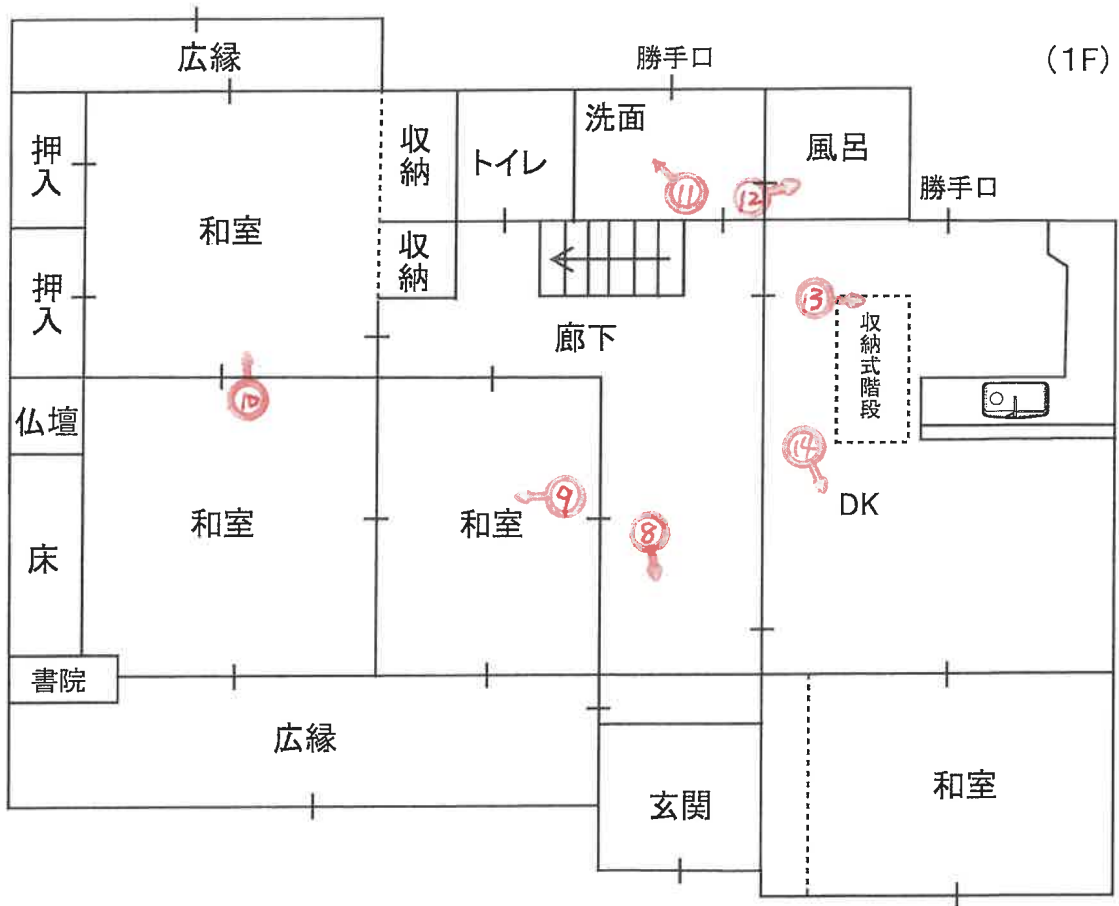 (1F)
広縁
勝手口
押入
和室
収納
トイレ
洗面
風呂
⑪
⑫
勝手口
押入
収納
廊下
⑬
収納式階段
⑩
仏壇
⑭
床
和室
和室
⑨
⑧
DK
書院
広縁
玄関
和室